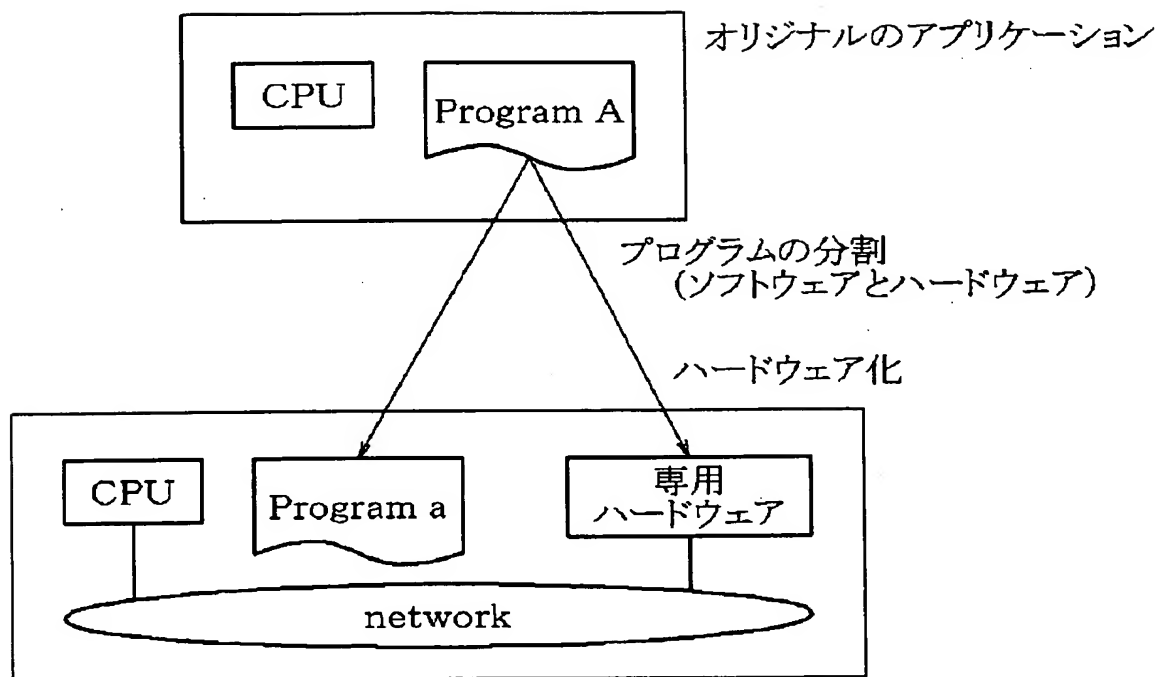 オリジナルのアプリケーション
CPU
Program A
プログラムの分割
(ソフトウェアとハードウェア)
ハードウェア化
CPU
Program a
専用
ハードウェア
network